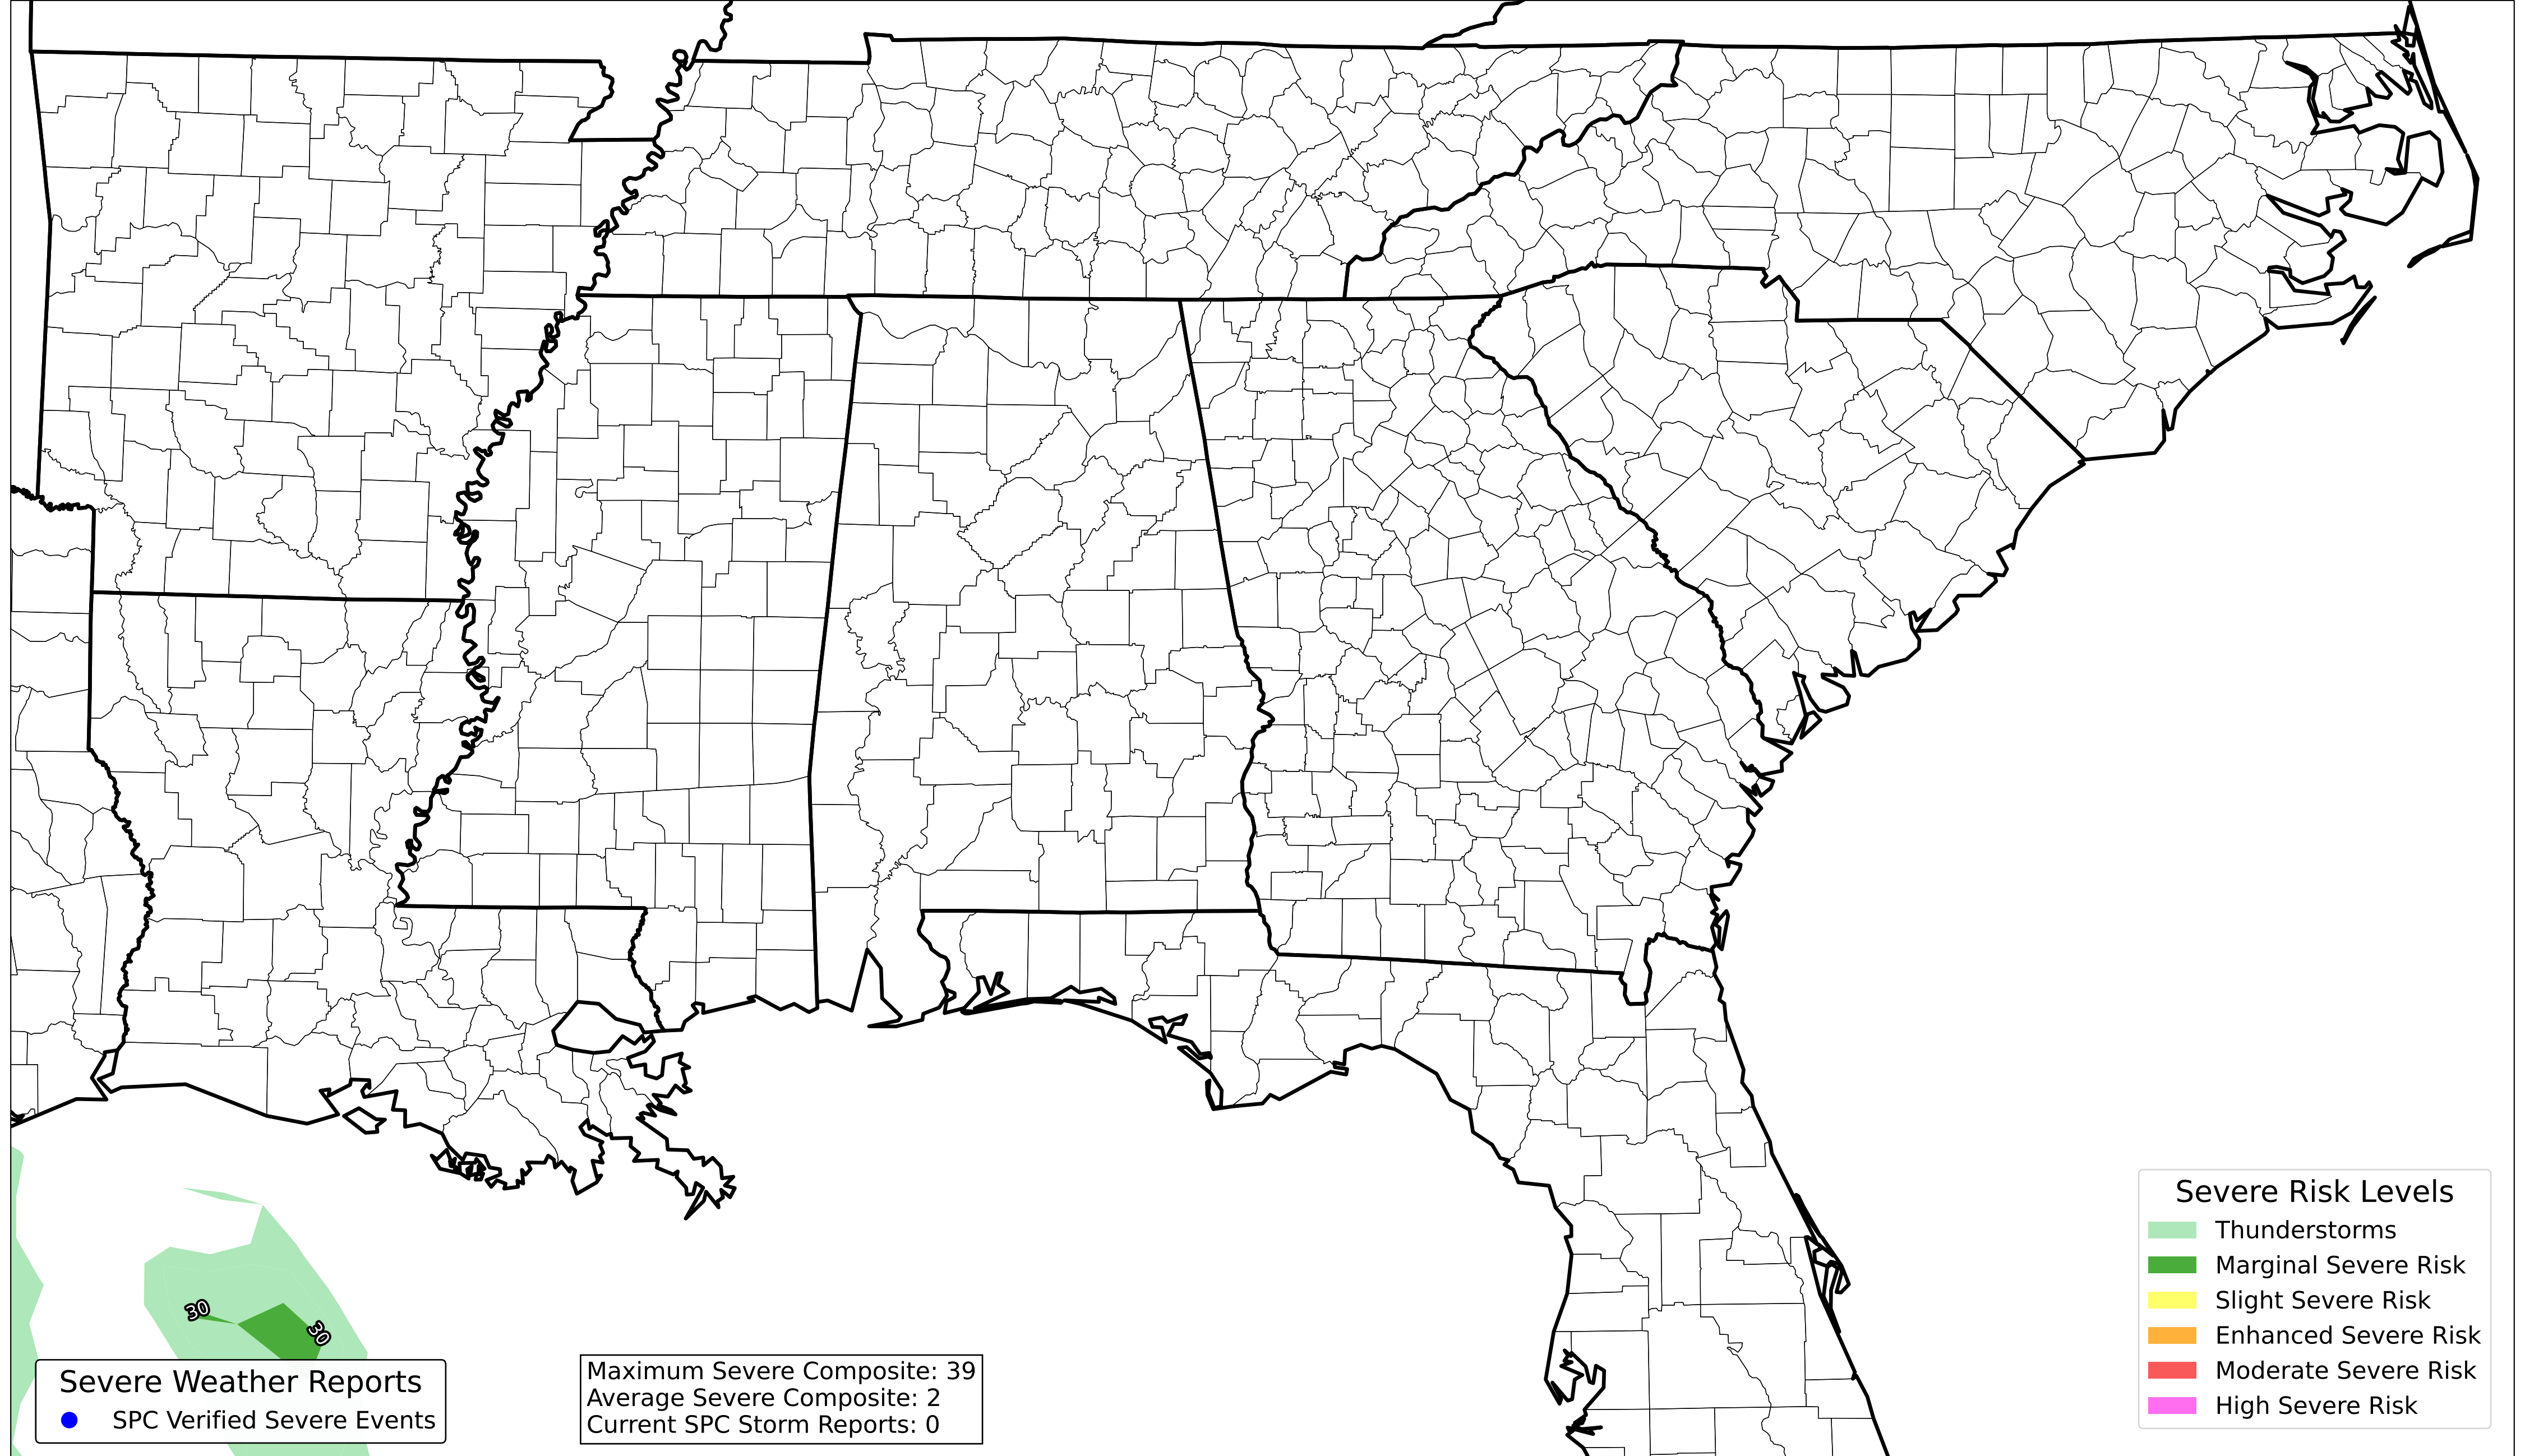 30
30
Severe Weather Reports
SPC Verified Severe Events
Maximum Severe Composite: 39
Average Severe Composite: 2
Current SPC Storm Reports: 0
Severe Risk Levels
Thunderstorms
Marginal Severe Risk
Slight Severe Risk
Enhanced Severe Risk
Moderate Severe Risk
High Severe Risk